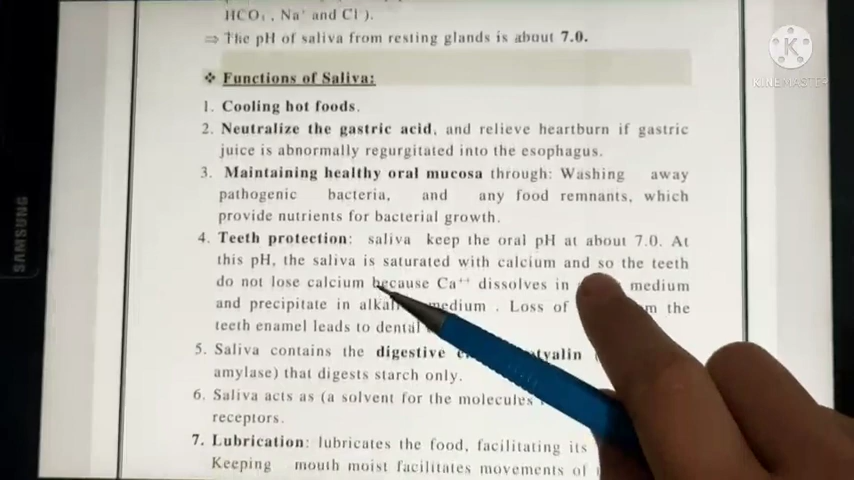 HCO₃, Na⁺ and Cl⁻).
⇒ The pH of saliva from resting glands is about 7.0.
❖ Functions of Saliva:
1. Cooling hot foods.
2. Neutralize the gastric acid, and relieve heartburn if gastric
juice is abnormally regurgitated into the esophagus.
3. Maintaining healthy oral mucosa through: Washing away
pathogenic bacteria, and any food remnants, which
provide nutrients for bacterial growth.
4. Teeth protection: saliva keep the oral pH at about 7.0. At
this pH, the saliva is saturated with calcium and so the teeth
do not lose calcium because Ca⁺⁺ dissolves in medium
and precipitate in medium . Loss of the
teeth enamel leads to dental
5. Saliva contains the digestive
amylase) that digests starch only.
6. Saliva acts as (a solvent for the molecules
receptors.
7. Lubrication: lubricates the food, facilitating its
Keeping mouth moist facilitates movements of
SAMSUNG
K
KINEMASTER